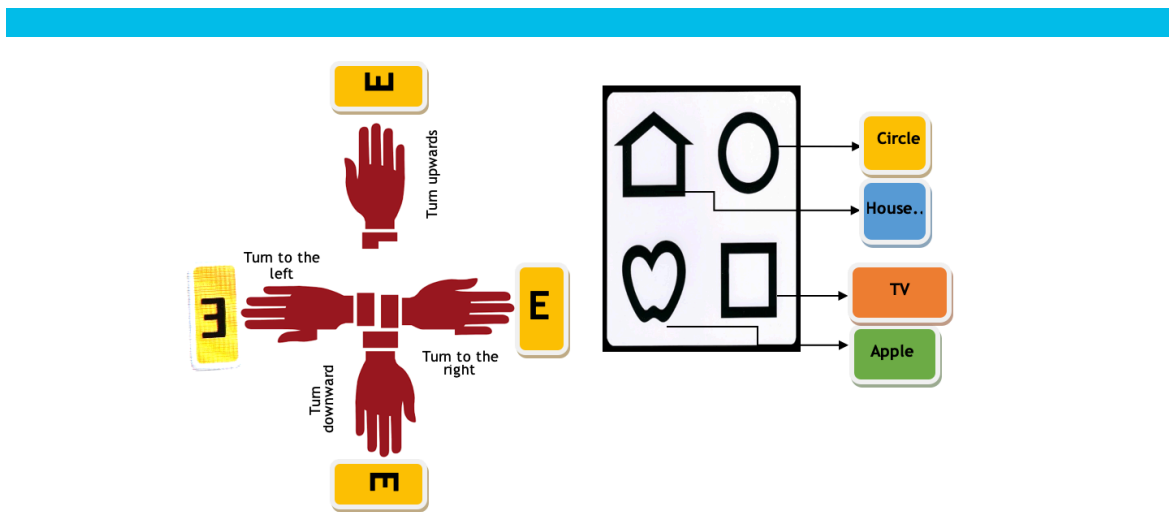 E
Turn upwards
Turn to the
left
E
E
Turn to the
right
Turn
downward
E
Circle
House..
TV
Apple